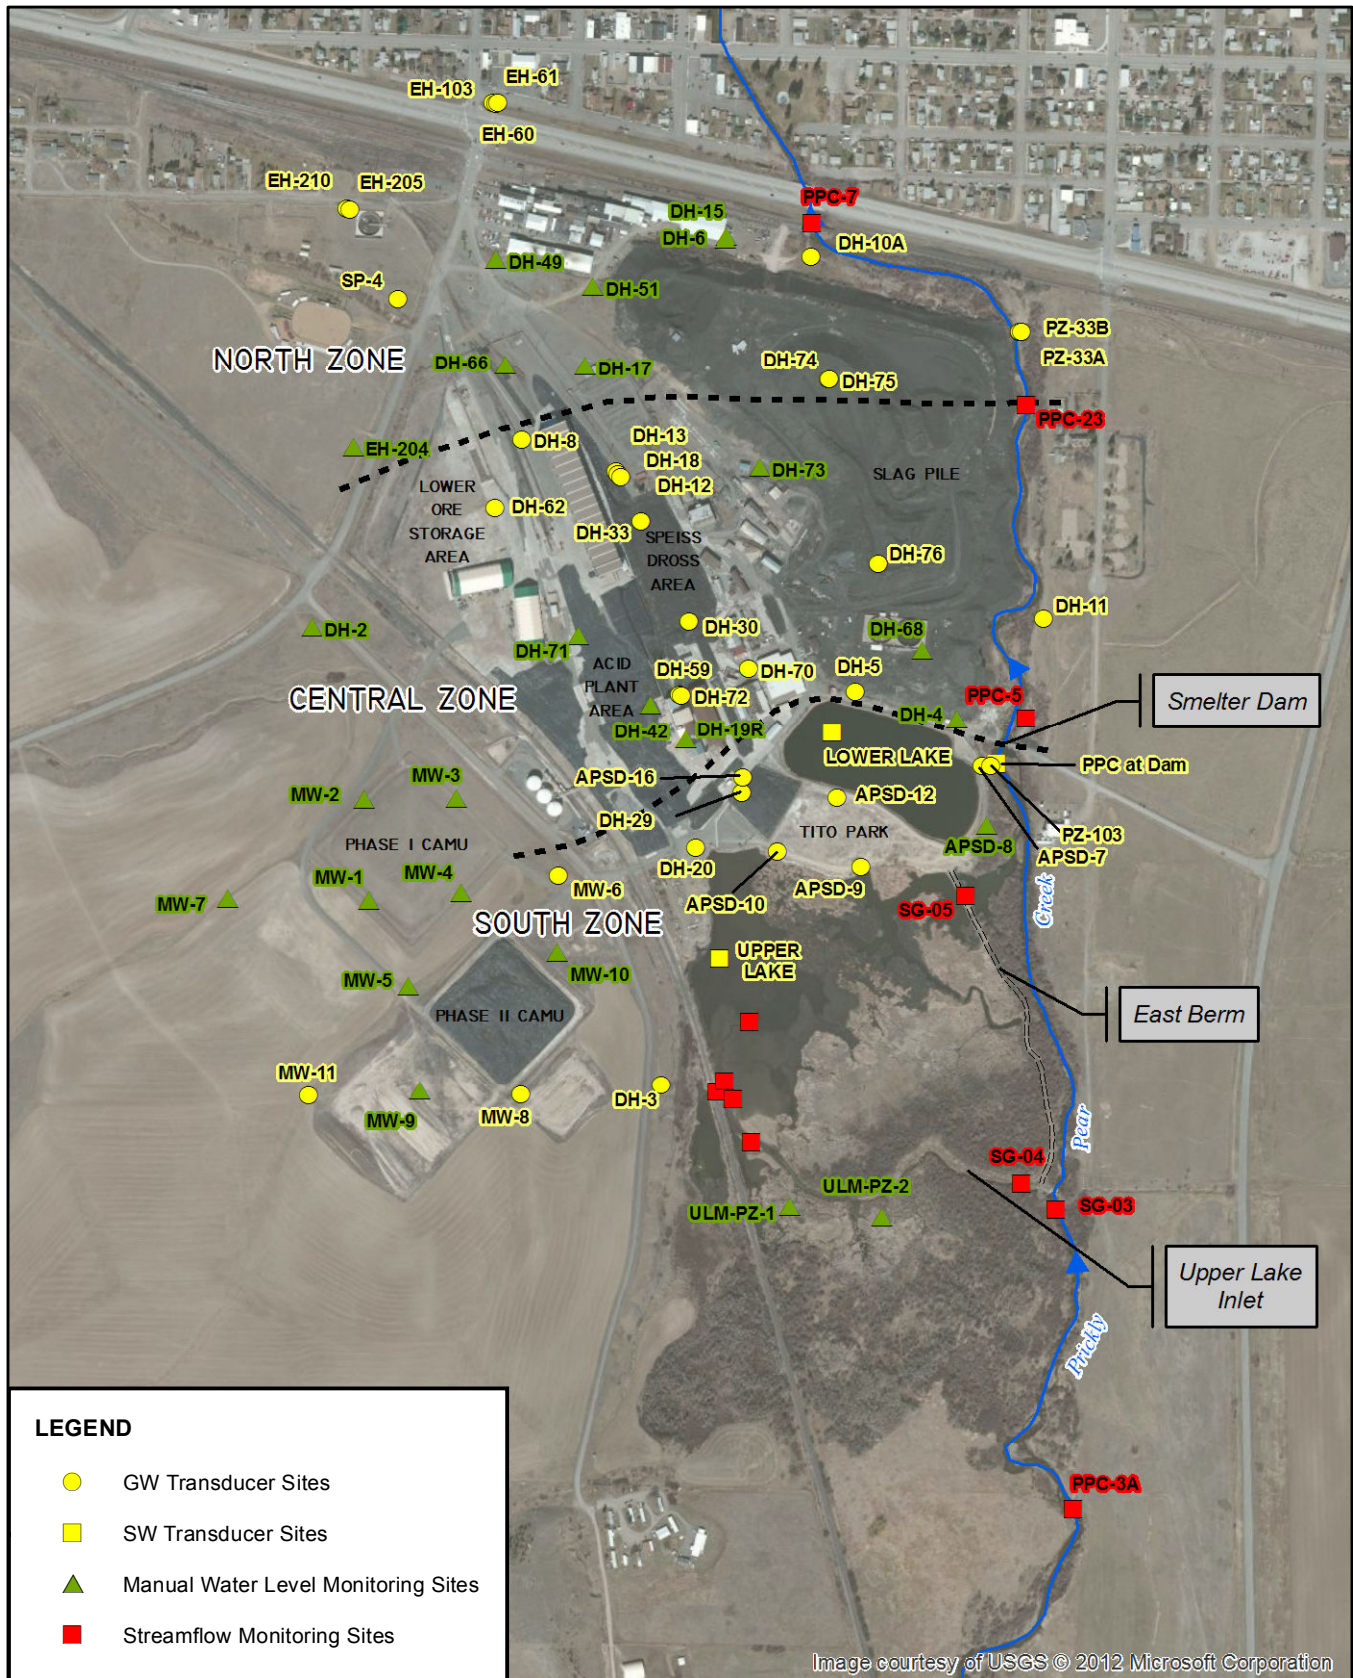 EH-61
EH-103
EH-60
EH-210
EH-205
PPC-7
DH-15
DH-6
DH-10A
DH-49
SP-4
DH-51
PZ-33B
PZ-33A
NORTH ZONE
DH-66
DH-17
DH-74
DH-75
PPC-23
DH-8
DH-13
EH-204
DH-18
DH-73
SLAG PILE
DH-12
LOWER
ORE
STORAGE
AREA
DH-62
DH-33
SPEISS
DROSS
AREA
DH-76
DH-11
DH-2
DH-30
DH-71
DH-68
ACID
PLANT
AREA
DH-59
DH-70
DH-5
DH-72
CENTRAL ZONE
PPC-5
Smelter Dam
DH-4
DH-42
DH-19R
LOWER LAKE
PPC at Dam
MW-3
APSD-16
MW-2
APSD-12
DH-29
TITO PARK
PZ-103
PHASE I CAMU
APSD-8
APSD-7
DH-20
MW-4
MW-6
APSD-9
MW-1
MW-7
APSD-10
SG-05
Creek
SOUTH ZONE
UPPER
LAKE
MW-10
MW-5
PHASE II CAMU
East Berm
MW-11
DH-3
MW-9
MW-8
Pear
SG-04
ULM-PZ-2
ULM-PZ-1
SG-03
Upper Lake
Inlet
Prickly
LEGEND
PPC-3A
GW Transducer Sites
SW Transducer Sites
Manual Water Level Monitoring Sites
Streamflow Monitoring Sites
Image courtesy of USGS © 2012 Microsoft Corporation